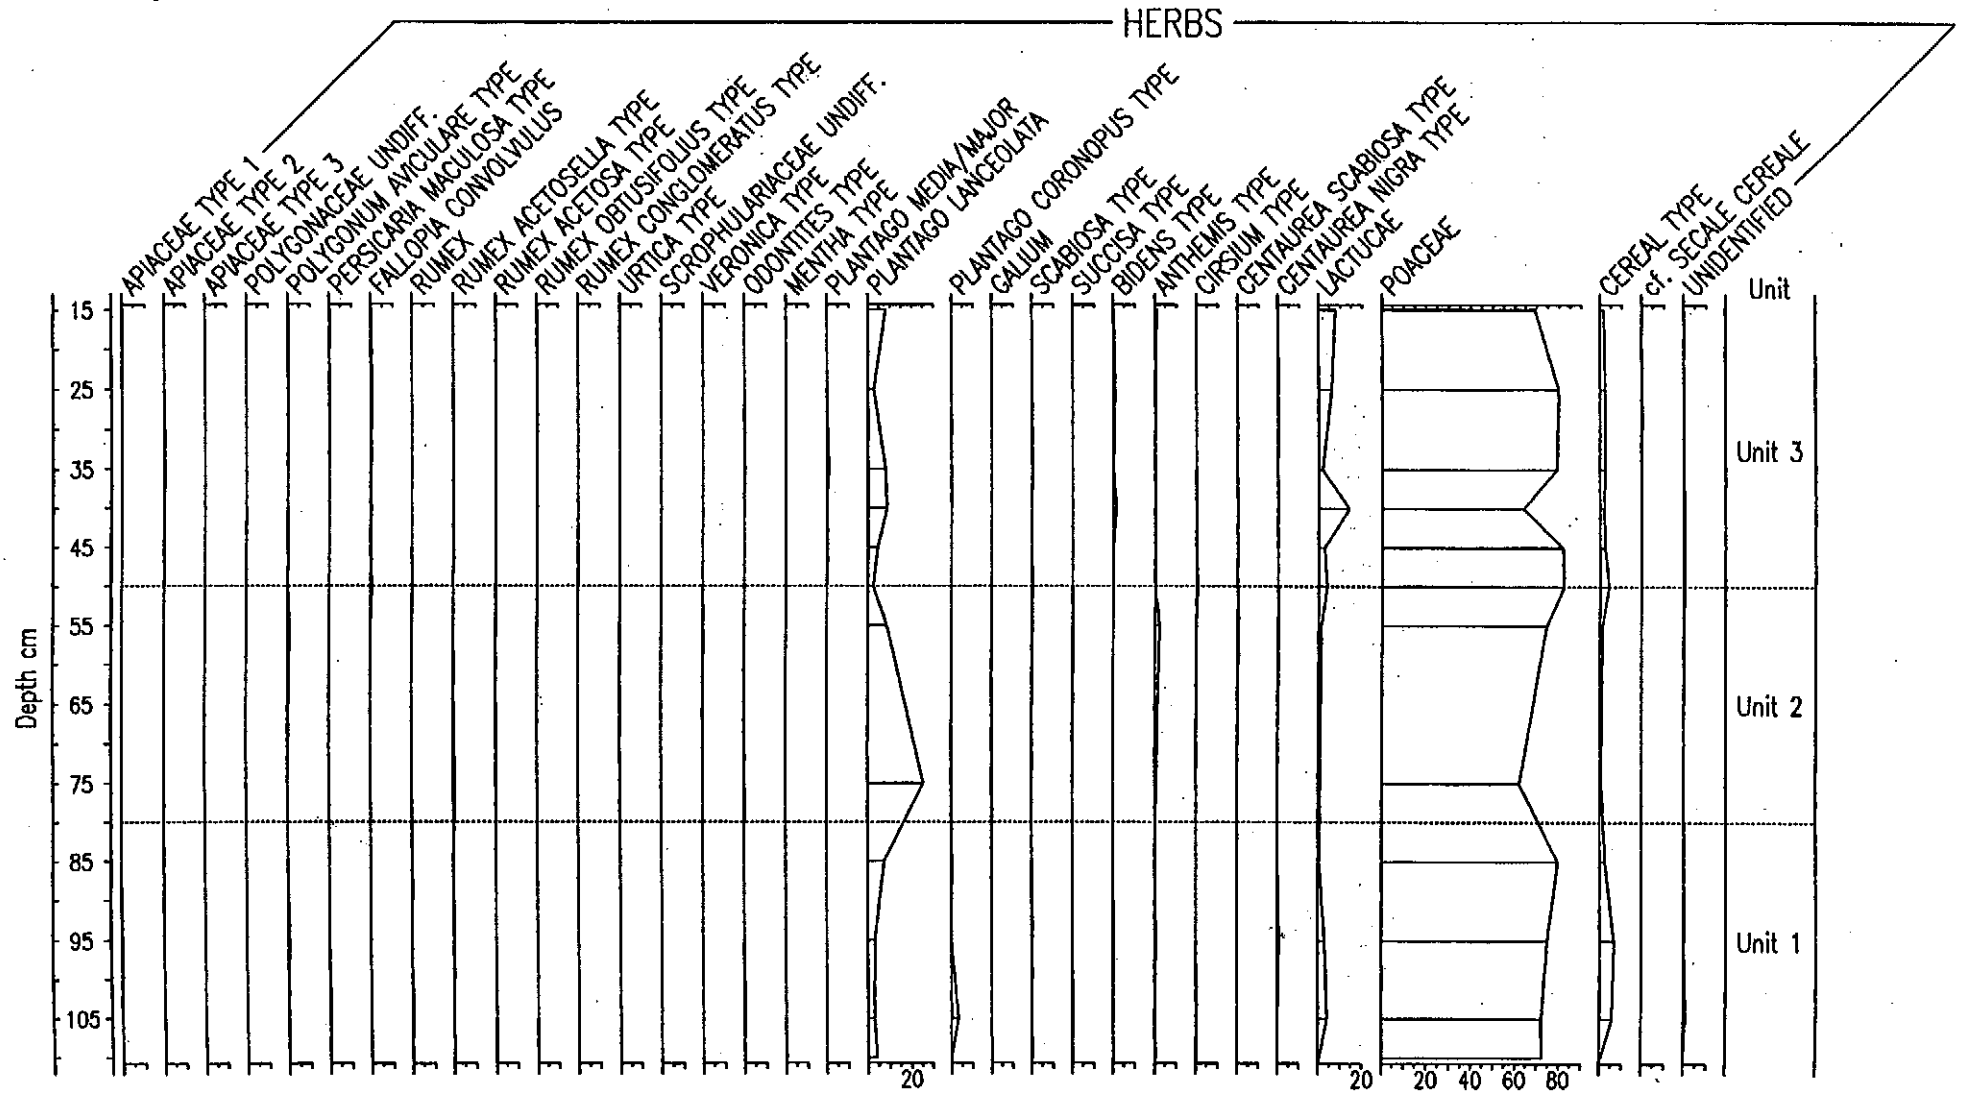 HERBS
APIACEAE TYPE 1
APIACEAE TYPE 2
APIACEAE TYPE 3
POLYGONACEAE UNDIFF.
POLYGONUM AVICULARE TYPE
PERSICARIA MACULOSA TYPE
FALLOPIA CONVOLVULUS
RUMEX
RUMEX ACETOSELLA TYPE
RUMEX ACETOSA TYPE
RUMEX OBTUSIFOLIUS TYPE
RUMEX CONGLOMERATUS TYPE
URTICA TYPE
SCROPHULARIACEAE UNDIFF.
VERONICA TYPE
ODONTITES TYPE
MENTHA TYPE
PLANTAGO MEDIA/MAJOR
PLANTAGO LANCEOLATA
PLANTAGO CORONOPUS TYPE
GALIUM
SCABIOSA TYPE
SUCCISA TYPE
BIDENS TYPE
ANTHEMIS TYPE
CIRSIUM TYPE
CENTAUREA SCABIOSA TYPE
CENTAUREA NIGRA TYPE
LACTUCAE
POACEAE
CEREAL TYPE
cf. SECALE CEREALE
UNIDENTIFIED
Unit
15
25
35
45
55
65
75
85
95
105
Depth cm
Unit 3
Unit 2
Unit 1
20
20
20 40 60 80